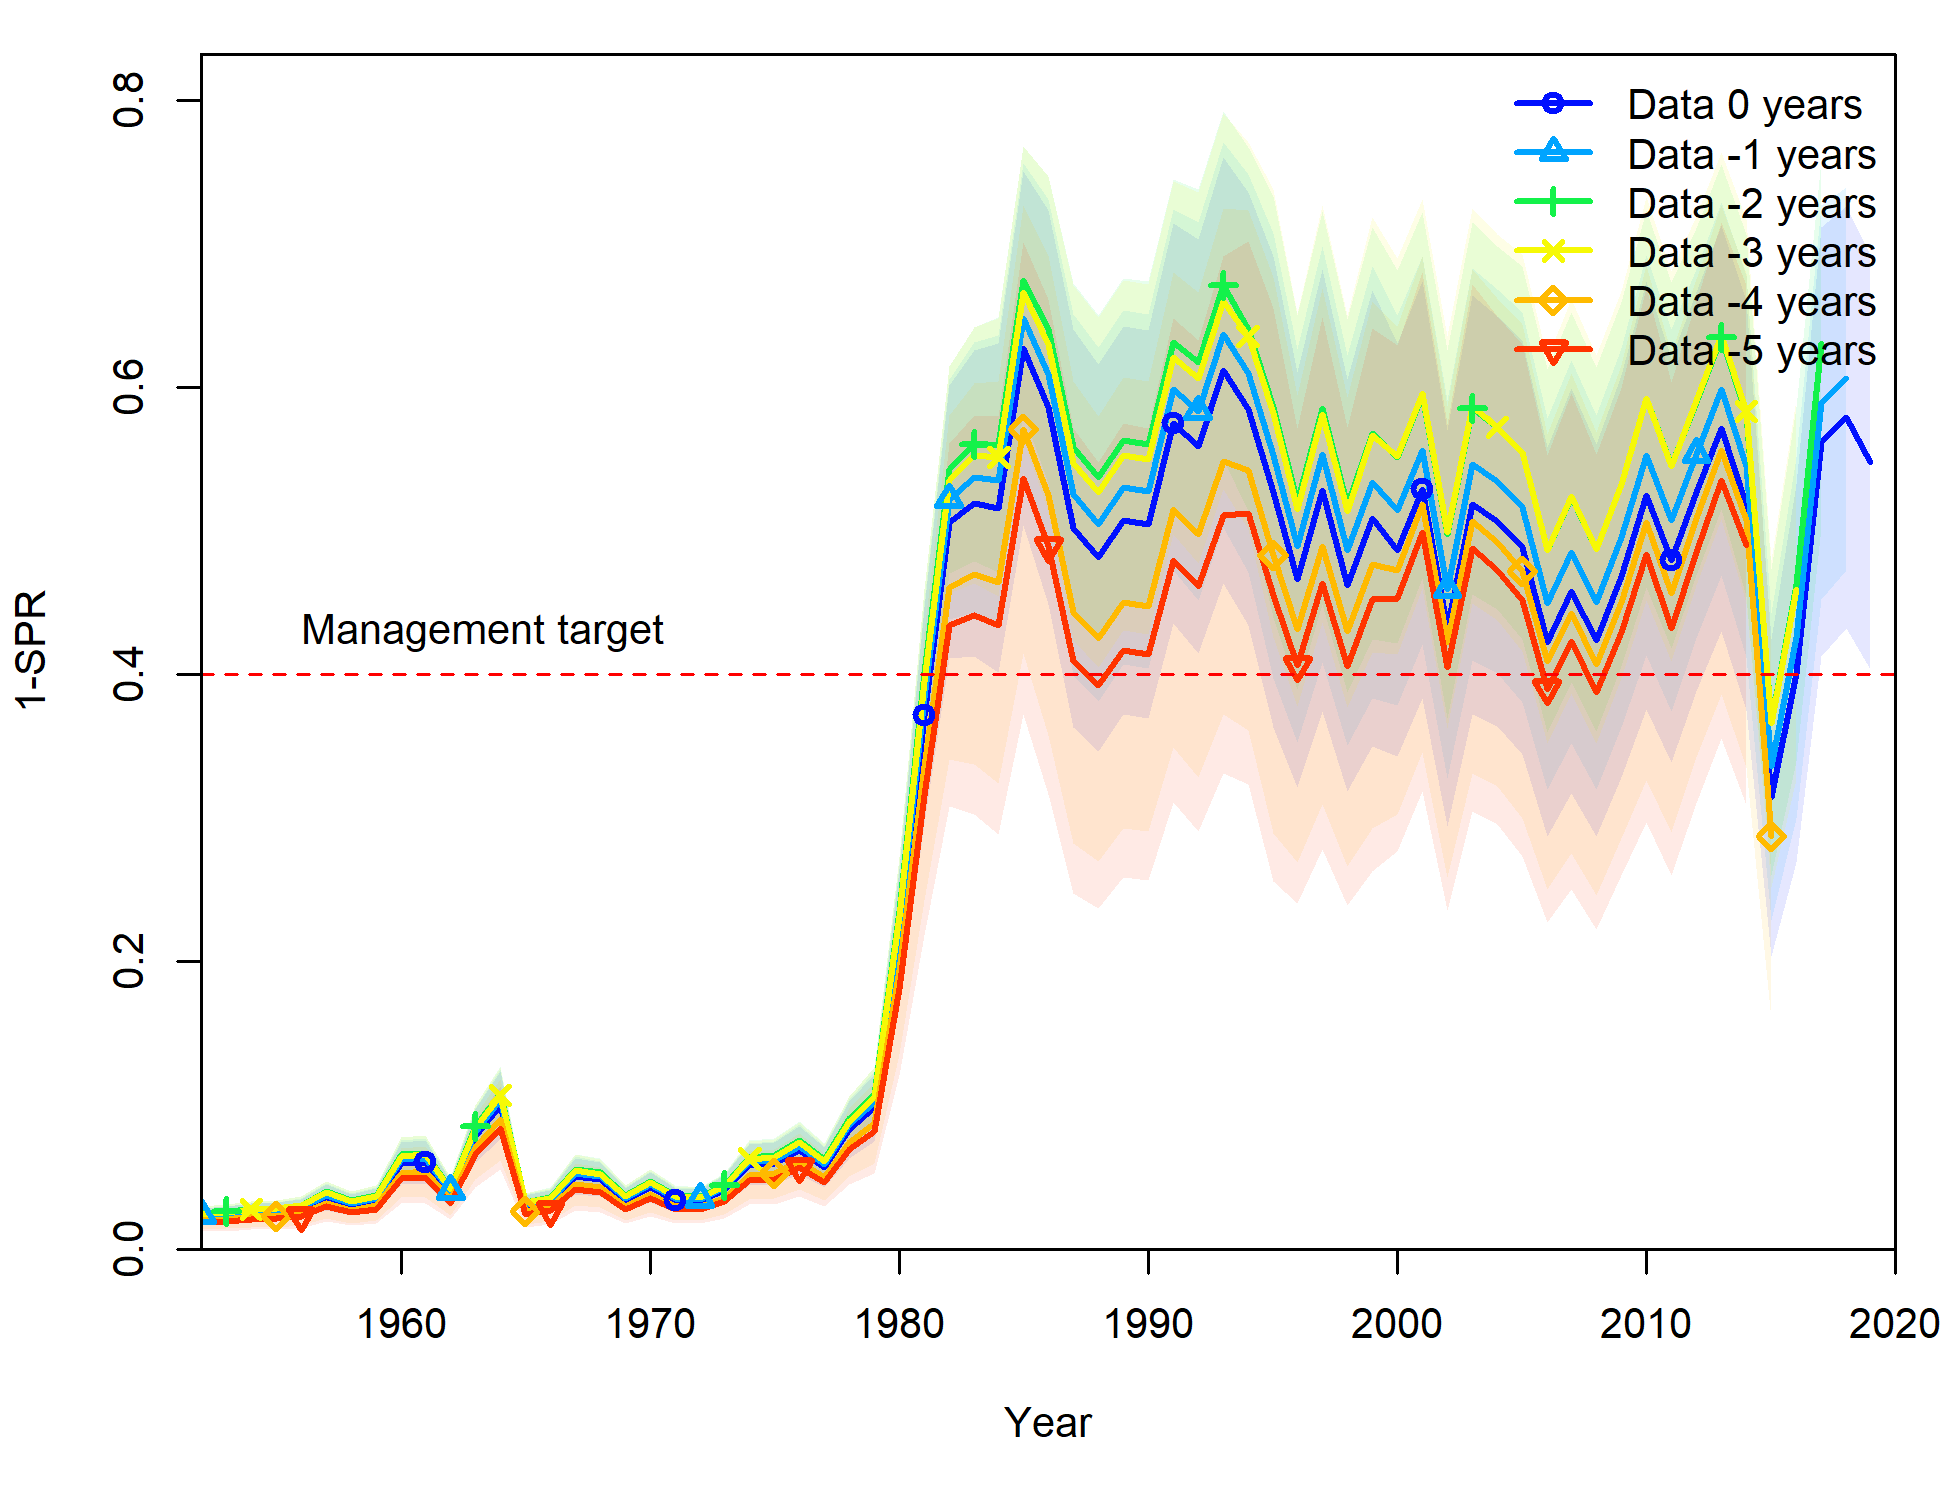 0.8
0.6
0.4
0.2
0.0
1-SPR
Data 0 years
Data -1 years
Data -2 years
Data -3 years
Data -4 years
Data -5 years
Management target
1960 1970 1980 1990 2000 2010 2020
Year